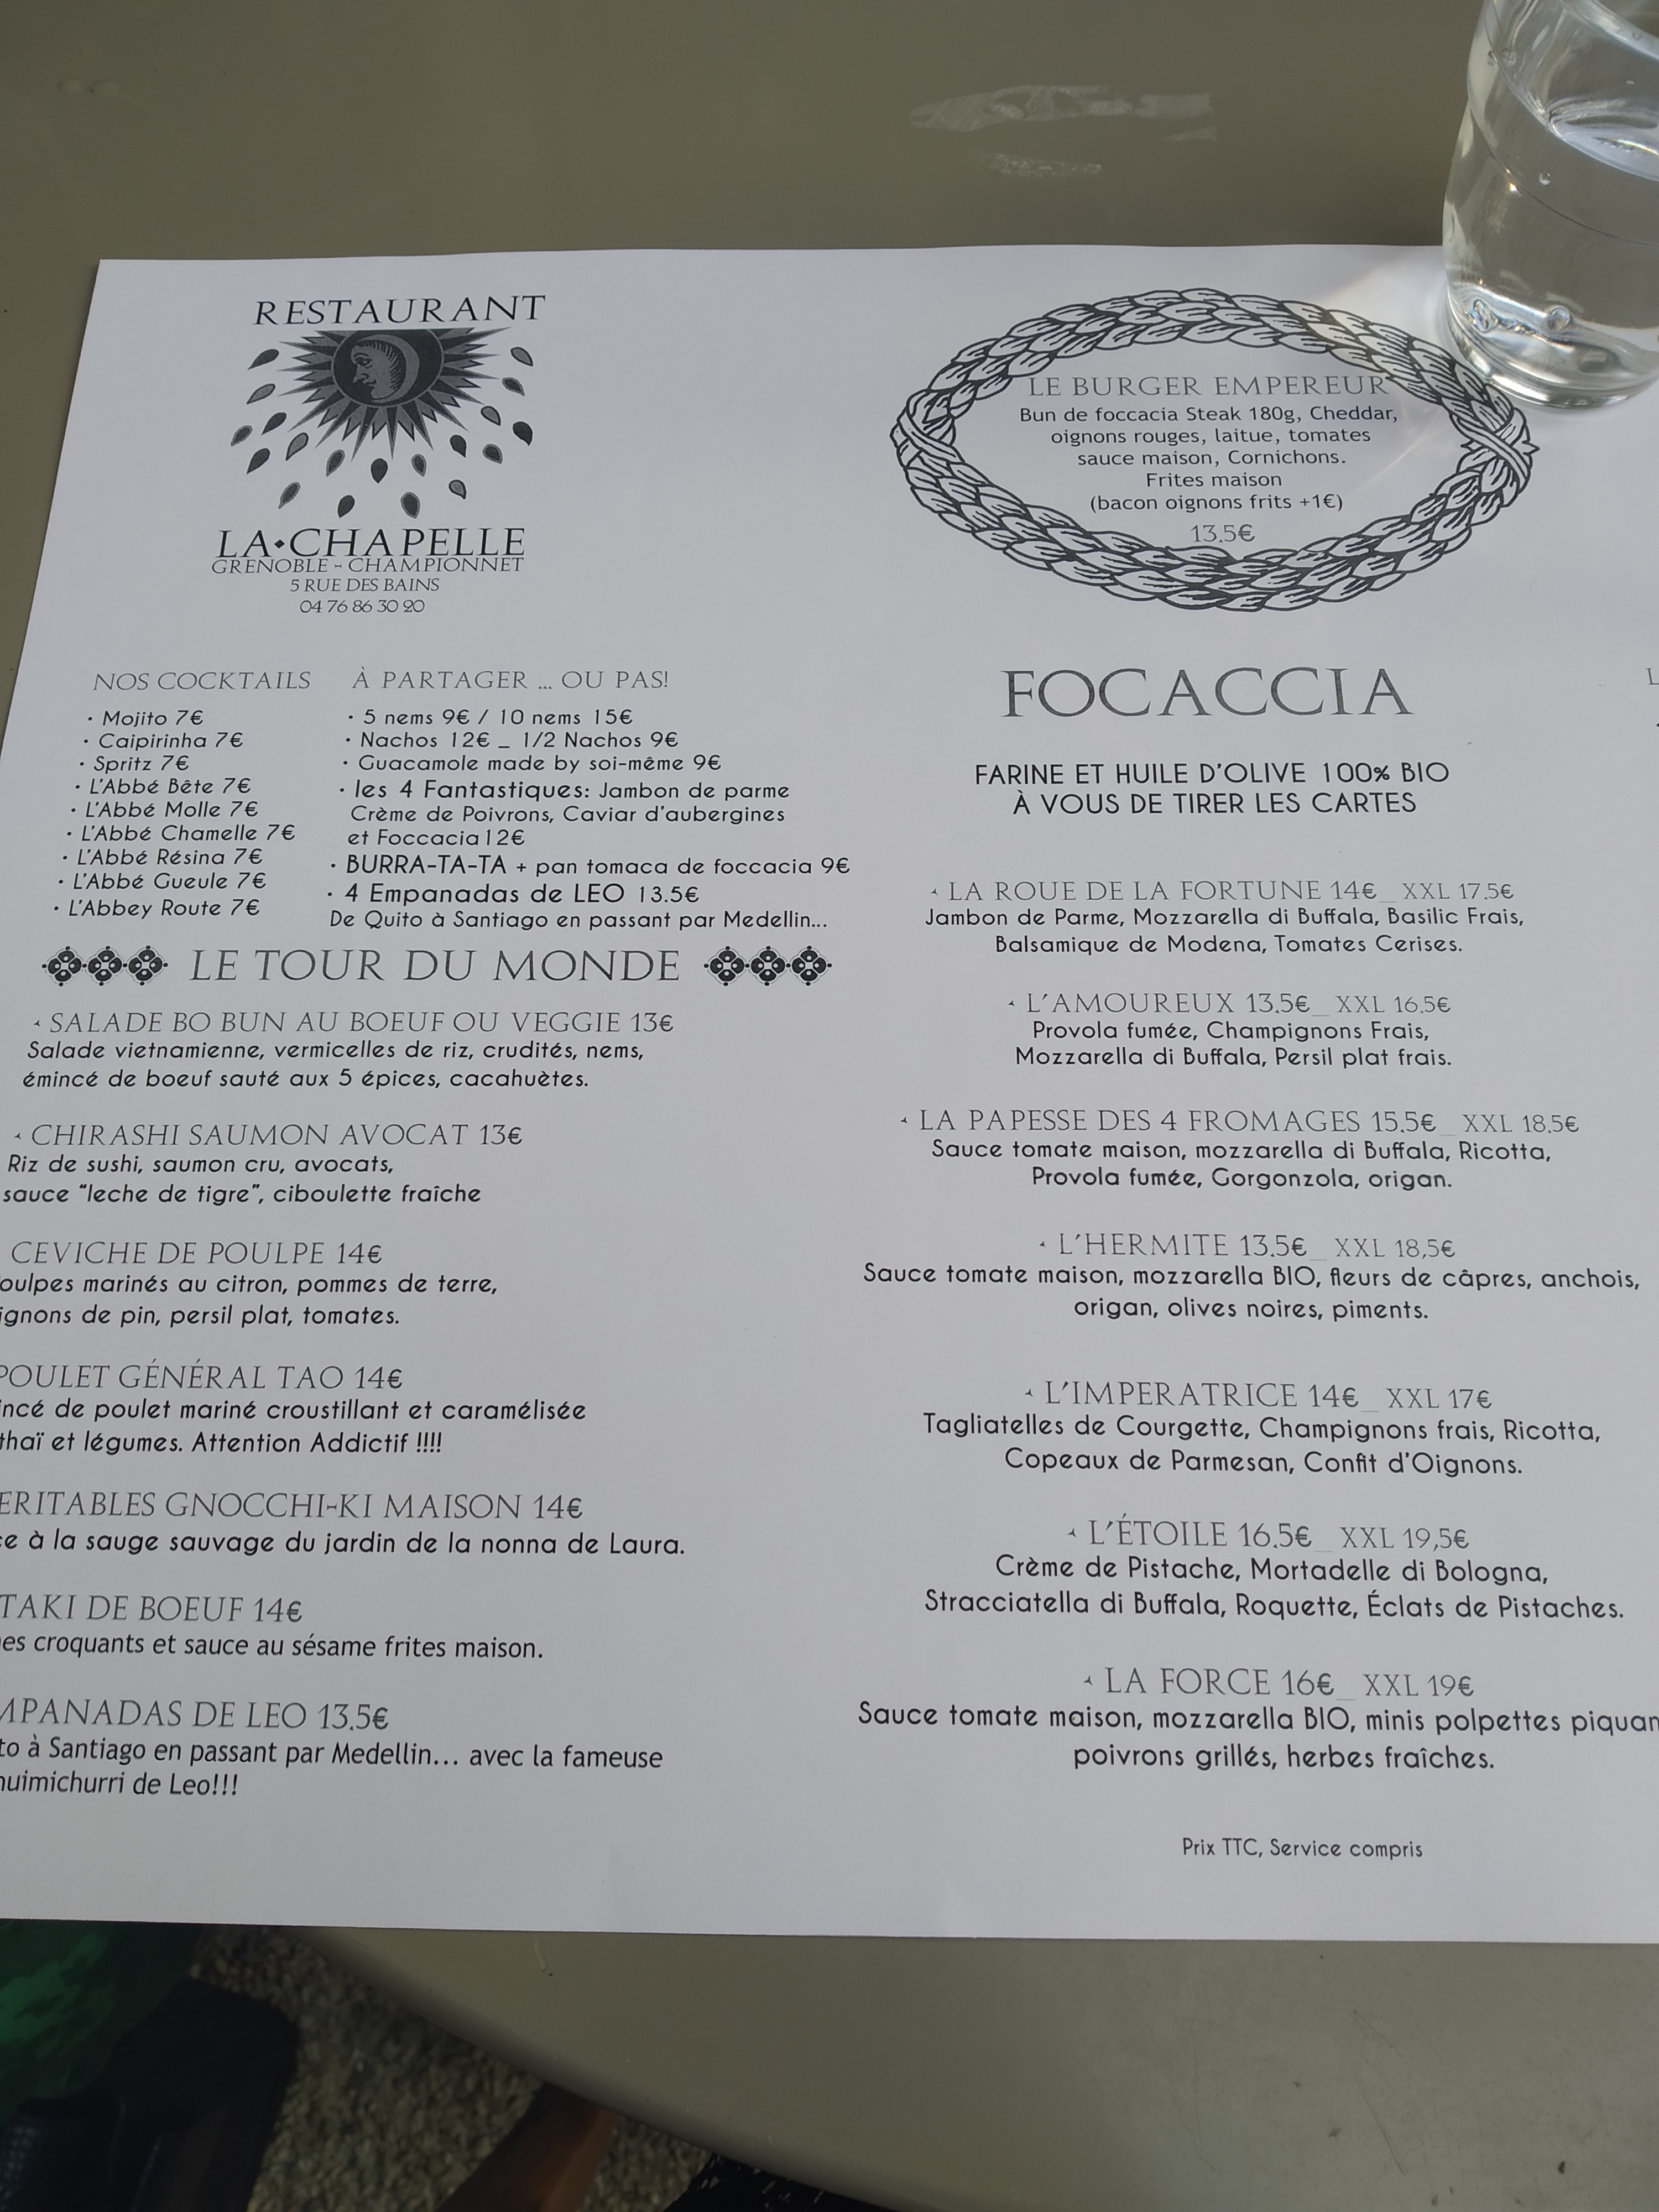 RESTAURANT
LA•CHAPELLE
GRENOBLE - CHAMPIONNET
5 RUE DES BAINS
04 76 86 30 20
LE BURGER EMPEREUR
Bun de foccacia Steak 180g, Cheddar,
oignons rouges, laitue, tomates
sauce maison, Cornichons.
Frites maison
(bacon oignons frits +1€)
13.5€
NOS COCKTAILS
• Mojito 7€
• Caipirinha 7€
• Spritz 7€
• L'Abbé Bête 7€
• L'Abbé Molle 7€
• L'Abbé Chamelle 7€
• L'Abbé Résina 7€
• L'Abbé Gueule 7€
• L'Abbey Route 7€
À PARTAGER ... OU PAS!
• 5 nems 9€ / 10 nems 15€
• Nachos 12€ _ 1/2 Nachos 9€
• Guacamole made by soi-même 9€
• les 4 Fantastiques: Jambon de parme
Crème de Poivrons, Caviar d'aubergines
et Foccacia 12€
• BURRA-TA-TA + pan tomaca de foccacia 9€
• 4 Empanadas de LEO 13.5€
De Quito à Santiago en passant par Medellin...
LE TOUR DU MONDE
SALADE BO BUN AU BOEUF OU VEGGIE 13€
Salade vietnamienne, vermicelles de riz, crudités, nems,
émincé de boeuf sauté aux 5 épices, cacahuètes.
CHIRASHI SAUMON AVOCAT 13€
Riz de sushi, saumon cru, avocats,
sauce "leche de tigre", ciboulette fraîche
CEVICHE DE POULPE 14€
oulpes marinés au citron, pommes de terre,
ignons de pin, persil plat, tomates.
POULET GÉNÉRAL TAO 14€
incé de poulet mariné croustillant et caramélisée
thaï et légumes. Attention Addictif !!!!
ERITABLES GNOCCHI-KI MAISON 14€
ce à la sauge sauvage du jardin de la nonna de Laura.
TAKI DE BOEUF 14€
es croquants et sauce au sésame frites maison.
MPANADAS DE LEO 13.5€
to à Santiago en passant par Medellin... avec la fameuse
huimichurri de Leo!!!
FOCACCIA
FARINE ET HUILE D'OLIVE 100% BIO
À VOUS DE TIRER LES CARTES
LA ROUE DE LA FORTUNE 14€_ XXL 17.5€
Jambon de Parme, Mozzarella di Buffala, Basilic Frais,
Balsamique de Modena, Tomates Cerises.
L'AMOUREUX 13.5€_ XXL 16.5€
Provola fumée, Champignons Frais,
Mozzarella di Buffala, Persil plat frais.
LA PAPESSE DES 4 FROMAGES 15.5€_ XXL 18.5€
Sauce tomate maison, mozzarella di Buffala, Ricotta,
Provola fumée, Gorgonzola, origan.
L'HERMITE 13.5€_ XXL 18,5€
Sauce tomate maison, mozzarella BIO, fleurs de câpres, anchois,
origan, olives noires, piments.
L'IMPERATRICE 14€_ XXL 17€
Tagliatelles de Courgette, Champignons frais, Ricotta,
Copeaux de Parmesan, Confit d'Oignons.
L'ÉTOILE 16.5€_ XXL 19,5€
Crème de Pistache, Mortadelle di Bologna,
Stracciatella di Buffala, Roquette, Éclats de Pistaches.
LA FORCE 16€_ XXL 19€
Sauce tomate maison, mozzarella BIO, minis polpettes piquan
poivrons grillés, herbes fraîches.
Prix TTC, Service compris
L